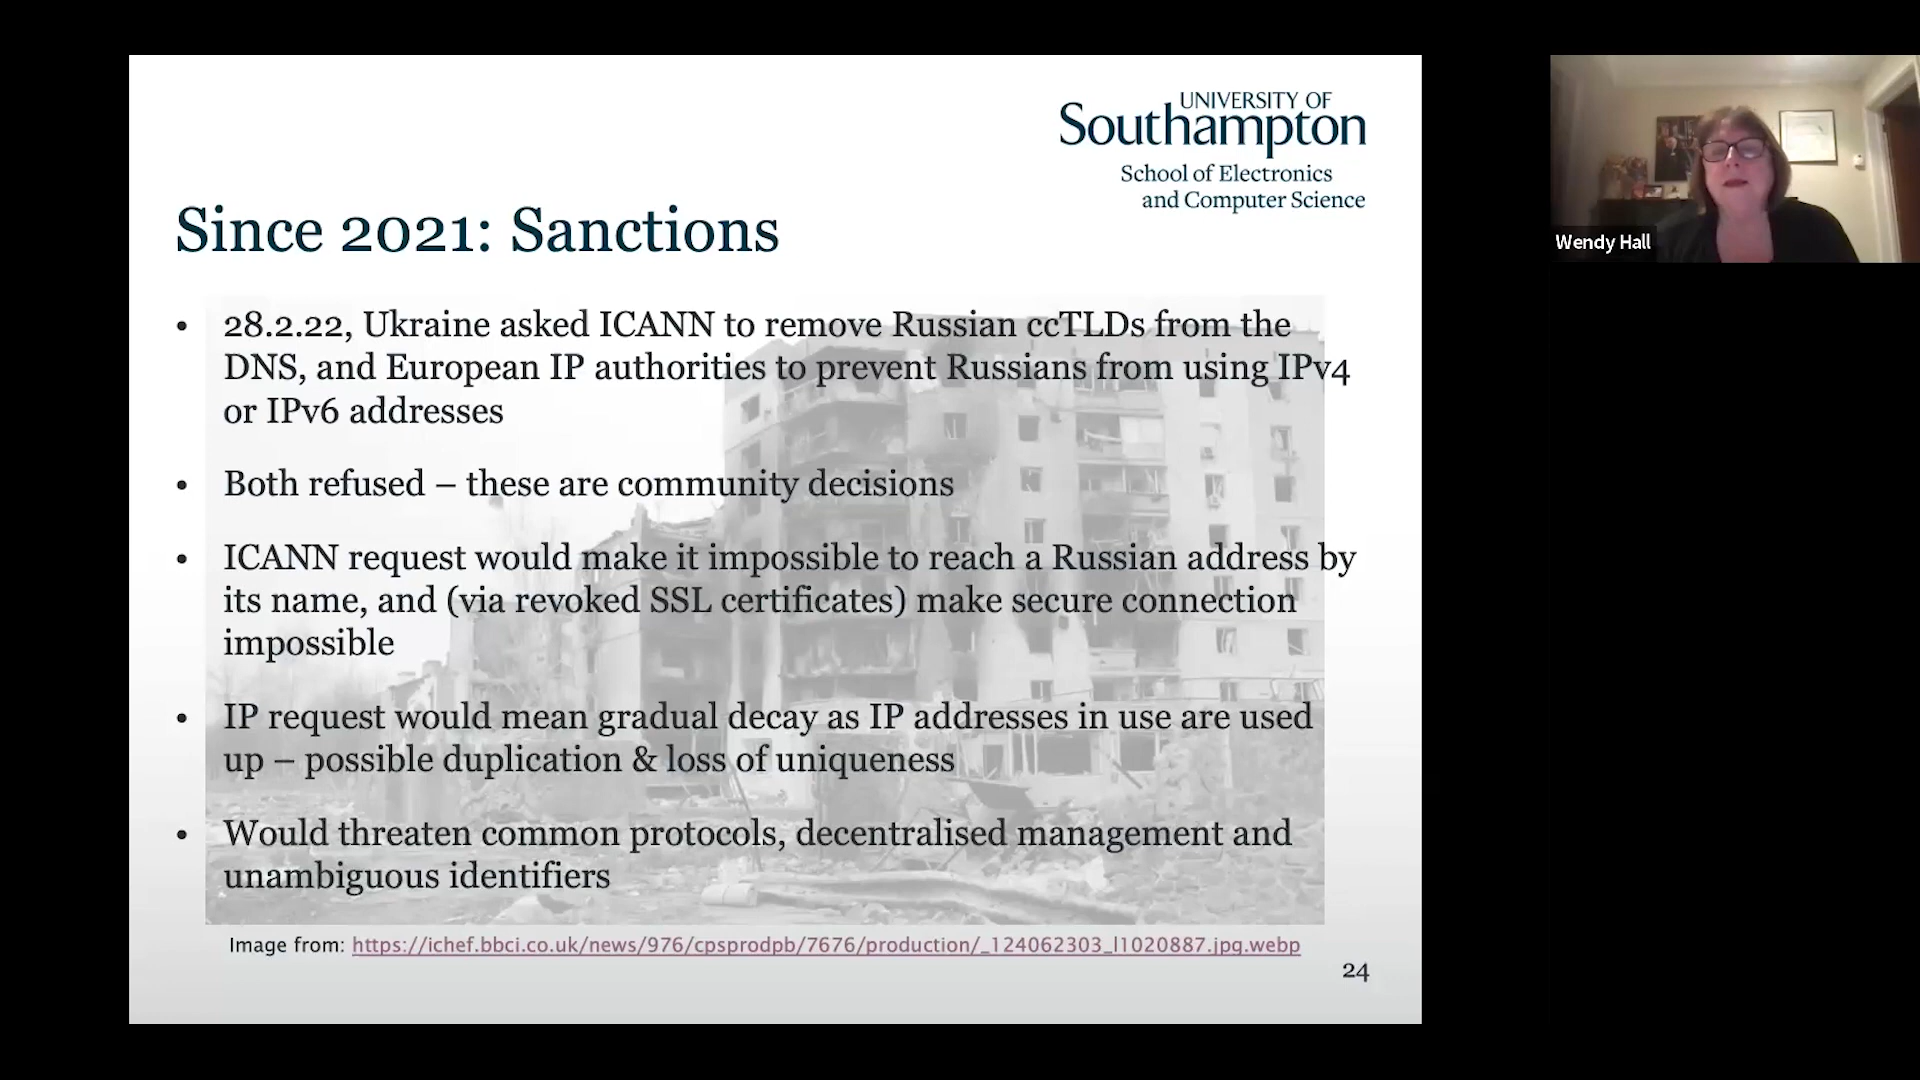 UNIVERSITY OF
Southampton
School of Electronics
and Computer Science
Since 2021: Sanctions
• 28.2.22, Ukraine asked ICANN to remove Russian ccTLDs from the
DNS, and European IP authorities to prevent Russians from using IPv4
or IPv6 addresses
• Both refused – these are community decisions
• ICANN request would make it impossible to reach a Russian address by
its name, and (via revoked SSL certificates) make secure connection
impossible
• IP request would mean gradual decay as IP addresses in use are used
up – possible duplication & loss of uniqueness
• Would threaten common protocols, decentralised management and
unambiguous identifiers
Image from: https://ichef.bbci.co.uk/news/976/cpsprodpb/7676/production/_124062303_l1020887.jpg.webp
24
Wendy Hall